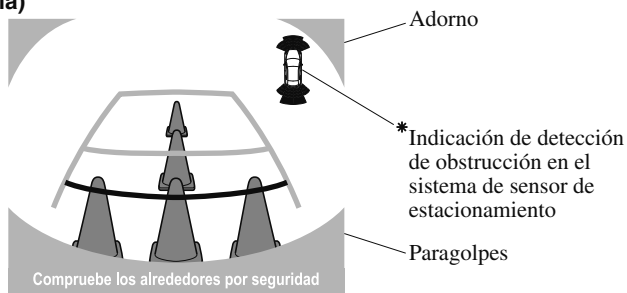 na)
Adorno
*Indicación de detección
de obstrucción en el
sistema de sensor de
estacionamiento
Paragolpes
Compruebe los alrededores por seguridad